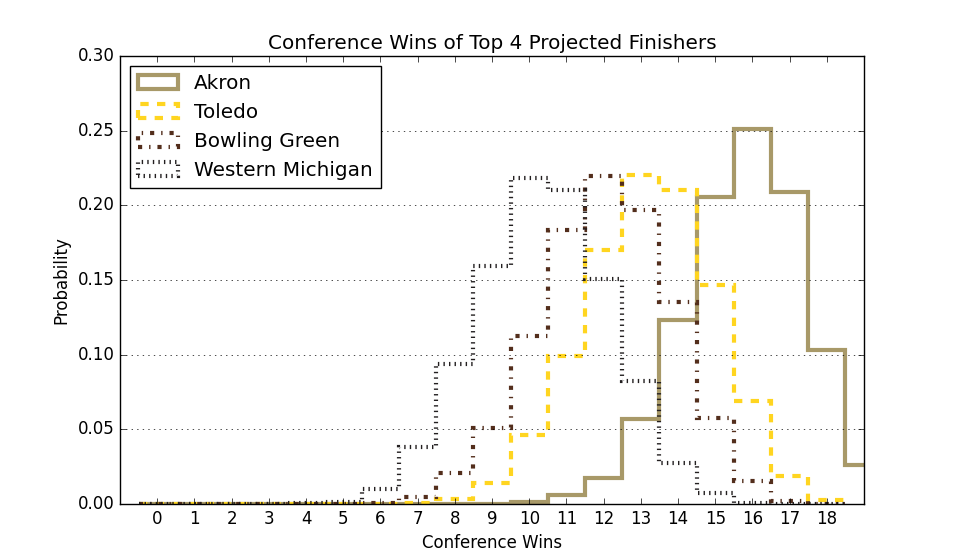 Conference Wins of Top 4 Projected Finishers
0.30
0.25
0.20
0.15
0.10
0.05
0.00
Probability
Akron
Toledo
Bowling Green
Western Michigan
0 1 2 3 4 5 6 7 8 9 10 11 12 13 14 15 16 17 18
Conference Wins